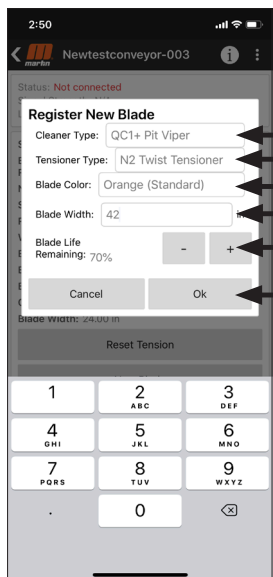 2:50
martin
Newtestconveyor-003
Status: Not connected
Register New Blade
Cleaner Type: QC1+ Pit Viper
Tensioner Type: N2 Twist Tensioner
Blade Color: Orange (Standard)
Blade Width: 42 in
Blade Life
Remaining: 70% - +
Cancel Ok
Blade Width: 24.00 in
Reset Tension
1 2 3
ABC DEF
4 5 6
GHI JKL MNO
7 8 9
PQRS TUV WXYZ
. 0